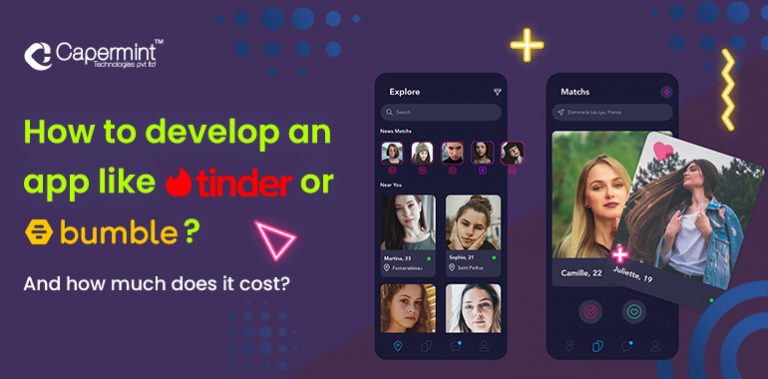 Capermint™
Technologies pvt ltd
How to develop an
app like tinder or
bumble?
And how much does it cost?
Explore
Search
News Matchs
Near You
Martina, 23
Fontainebleau
Sophie, 21
Saint Pathus
Matchs
Dammarie Les Lys, France
Camille, 22
Juliette, 19